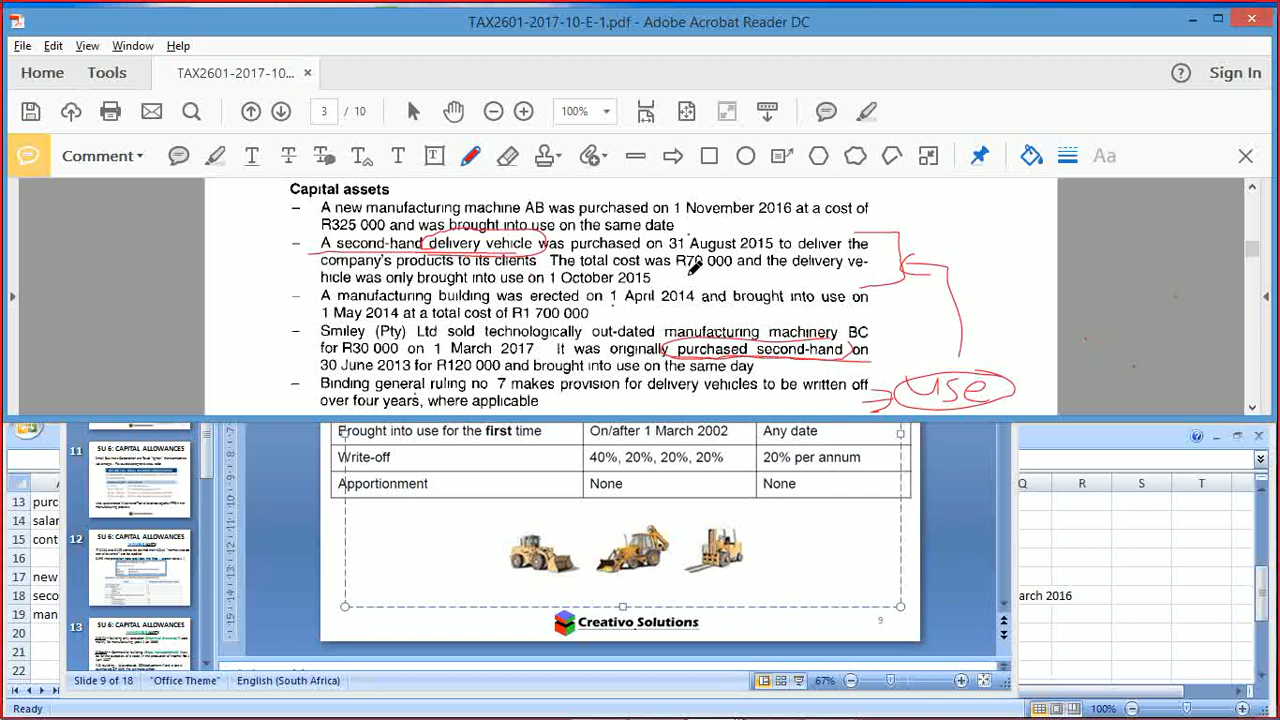 TAX2601-2017-10-E-1.pdf - Adobe Acrobat Reader DC
File Edit View Window Help
Home Tools TAX2601-2017-10... × Sign In
3 / 10 100%
Comment
Capital assets
– A new manufacturing machine AB was purchased on 1 November 2016 at a cost of
R325 000 and was brought into use on the same date
– A second-hand delivery vehicle was purchased on 31 August 2015 to deliver the
company's products to its clients The total cost was R70 000 and the delivery ve-
hicle was only brought into use on 1 October 2015
– A manufacturing building was erected on 1 April 2014 and brought into use on
1 May 2014 at a total cost of R1 700 000
– Smiley (Pty) Ltd sold technologically out-dated manufacturing machinery BC
for R30 000 on 1 March 2017 It was originally purchased second-hand on
30 June 2013 for R120 000 and brought into use on the same day
– Binding general ruling no 7 makes provision for delivery vehicles to be written off
over four years, where applicable
use
Brought into use for the first time On/after 1 March 2002 Any date
Write-off 40%, 20%, 20%, 20% 20% per annum
Apportionment None None
Creativo Solutions 9
11 SU 6: CAPITAL ALLOWANCES
12 SU 6: CAPITAL ALLOWANCES
13 SU 6: CAPITAL ALLOWANCES
13 purc
14 salar
15 cont
16
17 new
18 seco
19 man
20
21
22
Q R S T
arch 2016
Slide 9 of 18 "Office Theme" English (South Africa) 67%
Ready 100%